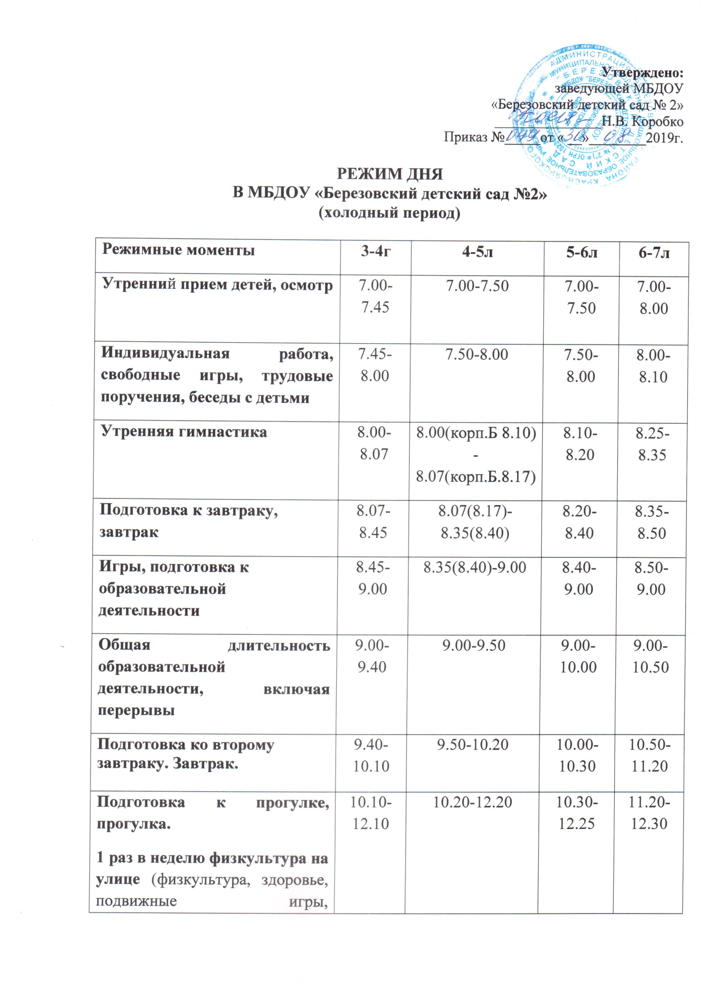 Утверждено:
заведующей МБДОУ
«Березовский детский сад № 2»
Н.В. Коробко
Приказ № 049 от «30» 08 2019г.
РЕЖИМ ДНЯ
В МБДОУ «Березовский детский сад №2»
(холодный период)
Режимные моменты 3-4г 4-5л 5-6л 6-7л
Утренний прием детей, осмотр 7.00- 7.00-7.50 7.00- 7.00-
7.45 7.50 8.00
Индивидуальная работа, 7.45- 7.50-8.00 7.50- 8.00-
свободные игры, трудовые 8.00 8.00 8.10
поручения, беседы с детьми
Утренняя гимнастика 8.00- 8.00(корп.Б 8.10) 8.10- 8.25-
8.07 - 8.20 8.35
8.07(корп.Б.8.17)
Подготовка к завтраку, 8.07- 8.07(8.17)- 8.20- 8.35-
завтрак 8.45 8.35(8.40) 8.40 8.50
Игры, подготовка к 8.45- 8.35(8.40)-9.00 8.40- 8.50-
образовательной 9.00 9.00 9.00
деятельности
Общая длительность 9.00- 9.00-9.50 9.00- 9.00-
образовательной 9.40 10.00 10.50
деятельности, включая
перерывы
Подготовка ко второму 9.40- 9.50-10.20 10.00- 10.50-
завтраку. Завтрак. 10.10 10.30 11.20
Подготовка к прогулке, 10.10- 10.20-12.20 10.30- 11.20-
прогулка. 12.10 12.25 12.30
1 раз в неделю физкультура на
улице (физкультура, здоровье,
подвижные игры,